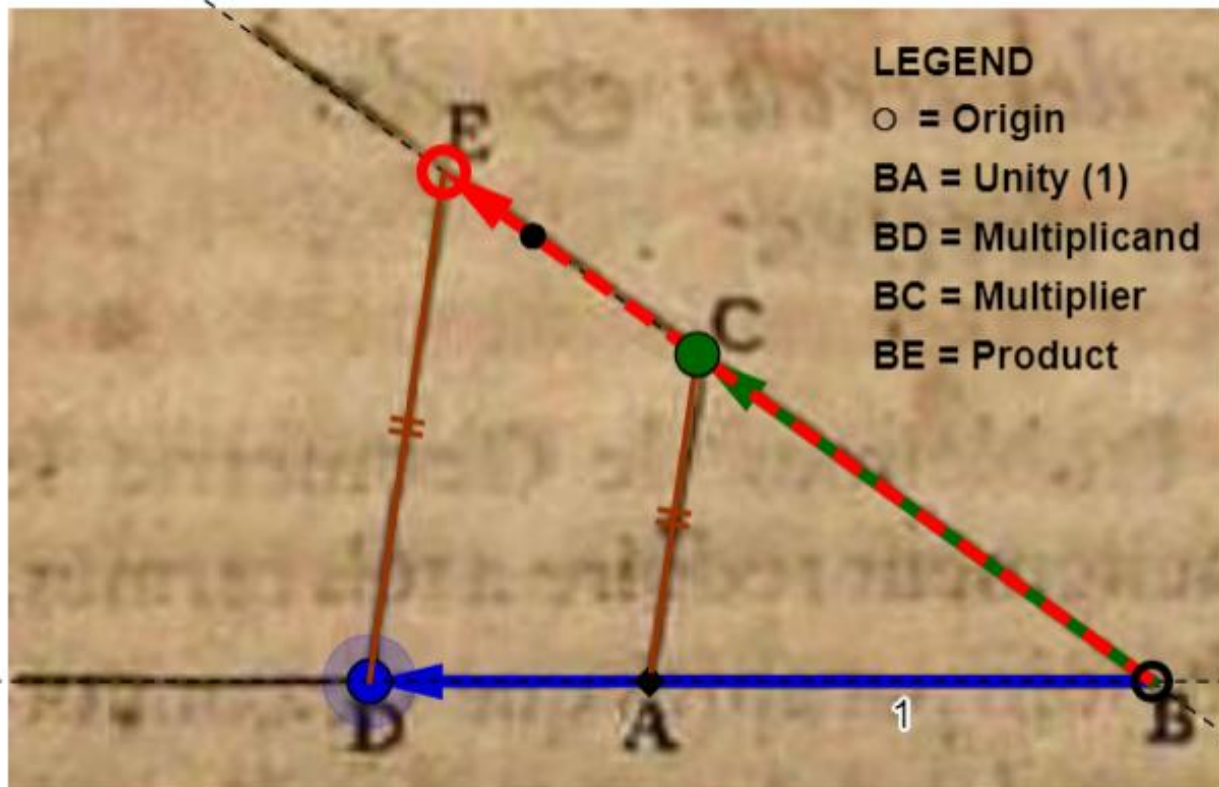 LEGEND
○ = Origin
BA = Unity (1)
BD = Multiplicand
BC = Multiplier
BE = Product
E
C
1
D
A
B